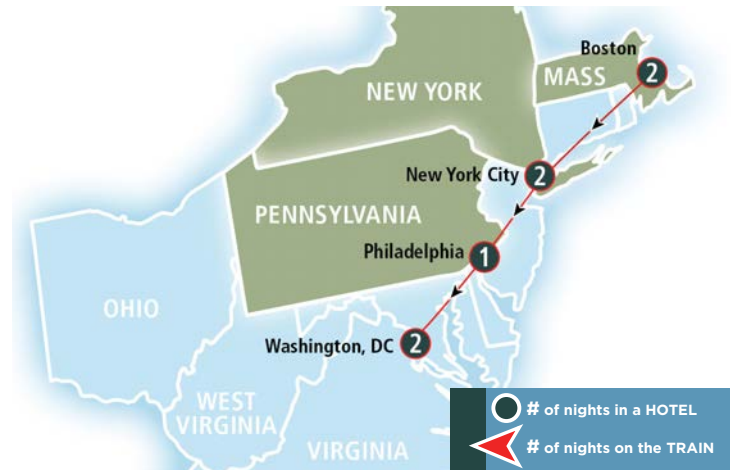 Boston
2
MASS
NEW YORK
New York City
2
PENNSYLVANIA
Philadelphia
1
OHIO
Washington, DC
2
WEST
VIRGINIA
VIRGINIA
# of nights in a HOTEL
# of nights on the TRAIN